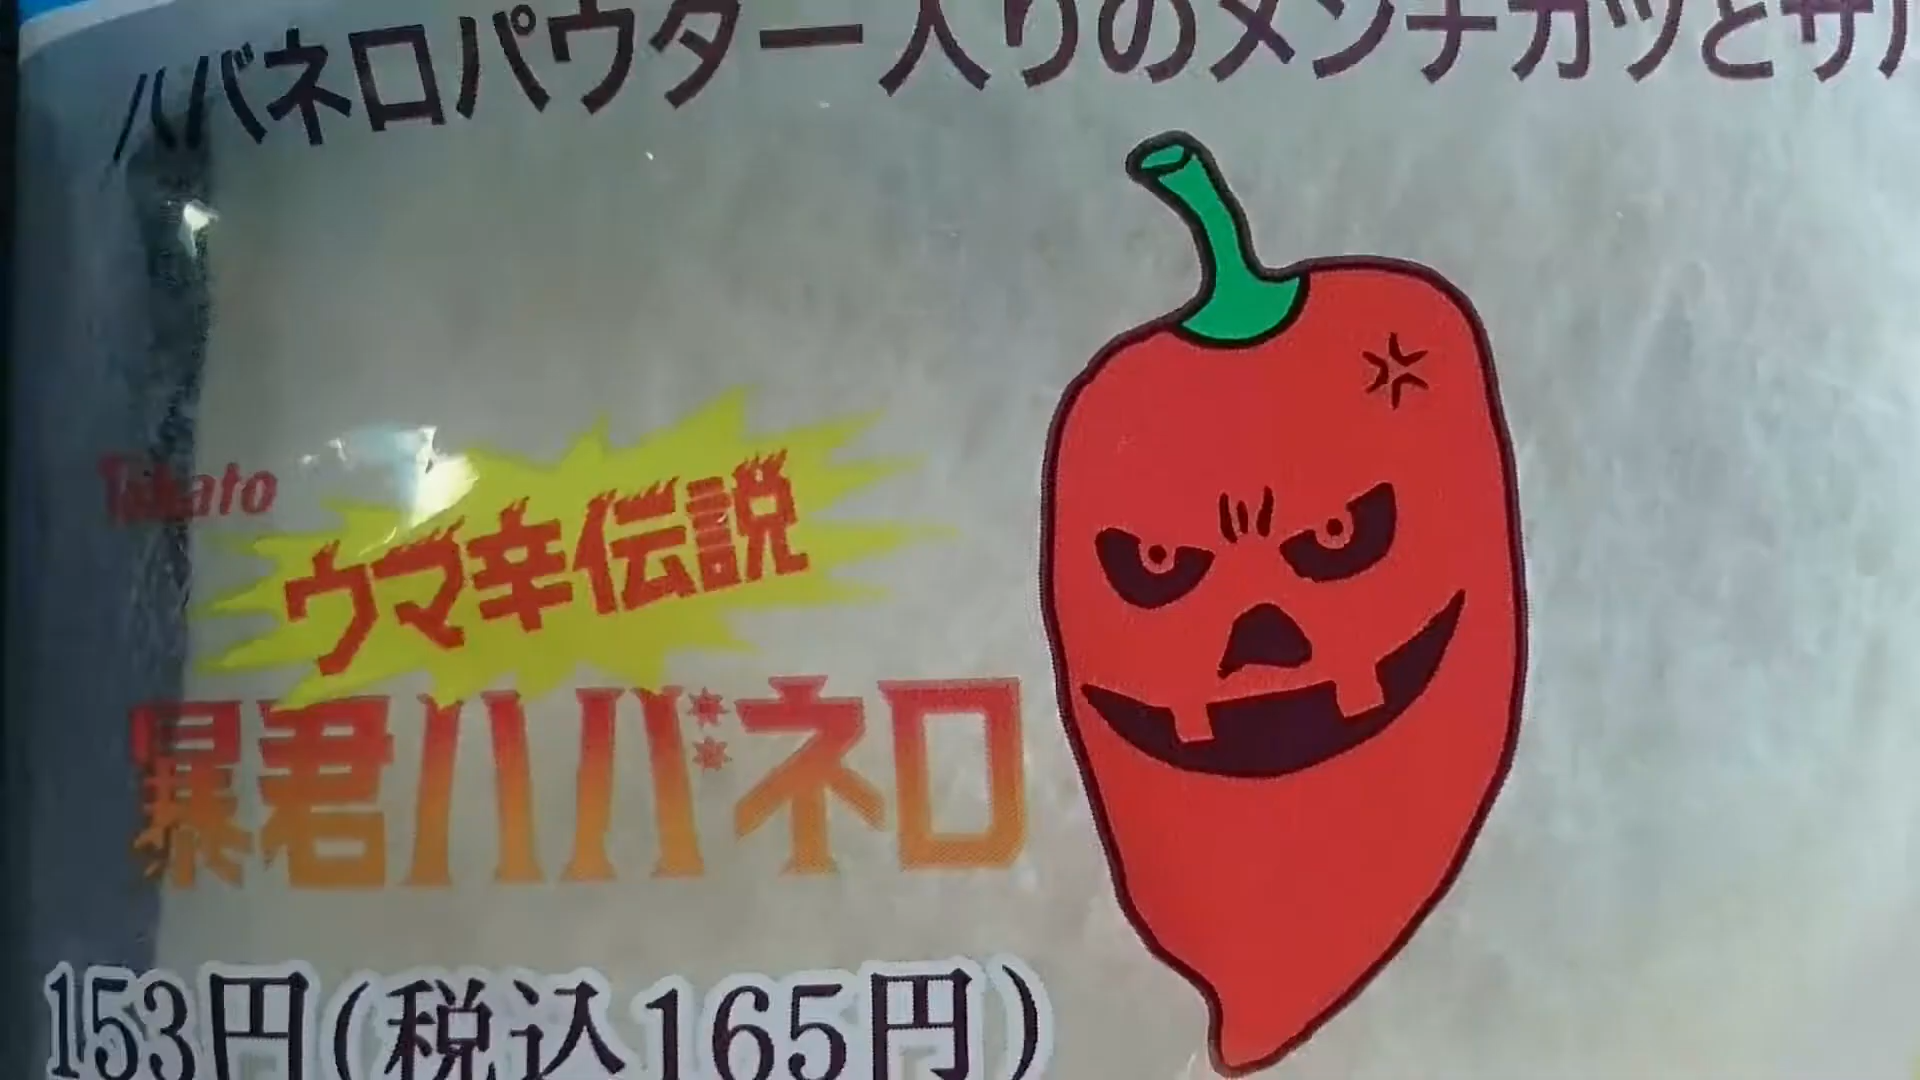 ハバネロパウダー入りのメンチカツとサル
Tohato
ウマ辛伝説
暴君ハバネロ
153円(税込165円)